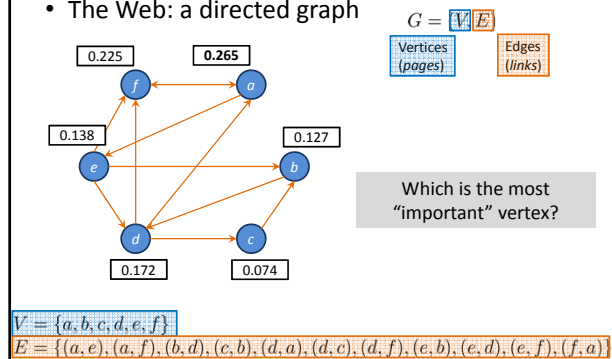 • The Web: a directed graph
G = (V, E)
Vertices
(pages)
Edges
(links)
0.225
0.265
f
a
0.138
0.127
e
b
Which is the most
“important” vertex?
d
c
0.172
0.074
V = {a, b, c, d, e, f}
E = {(a, e), (a, f), (b, d), (c, b), (d, a), (d, c), (d, f), (e, b), (e, d), (e, f), (f, a)}